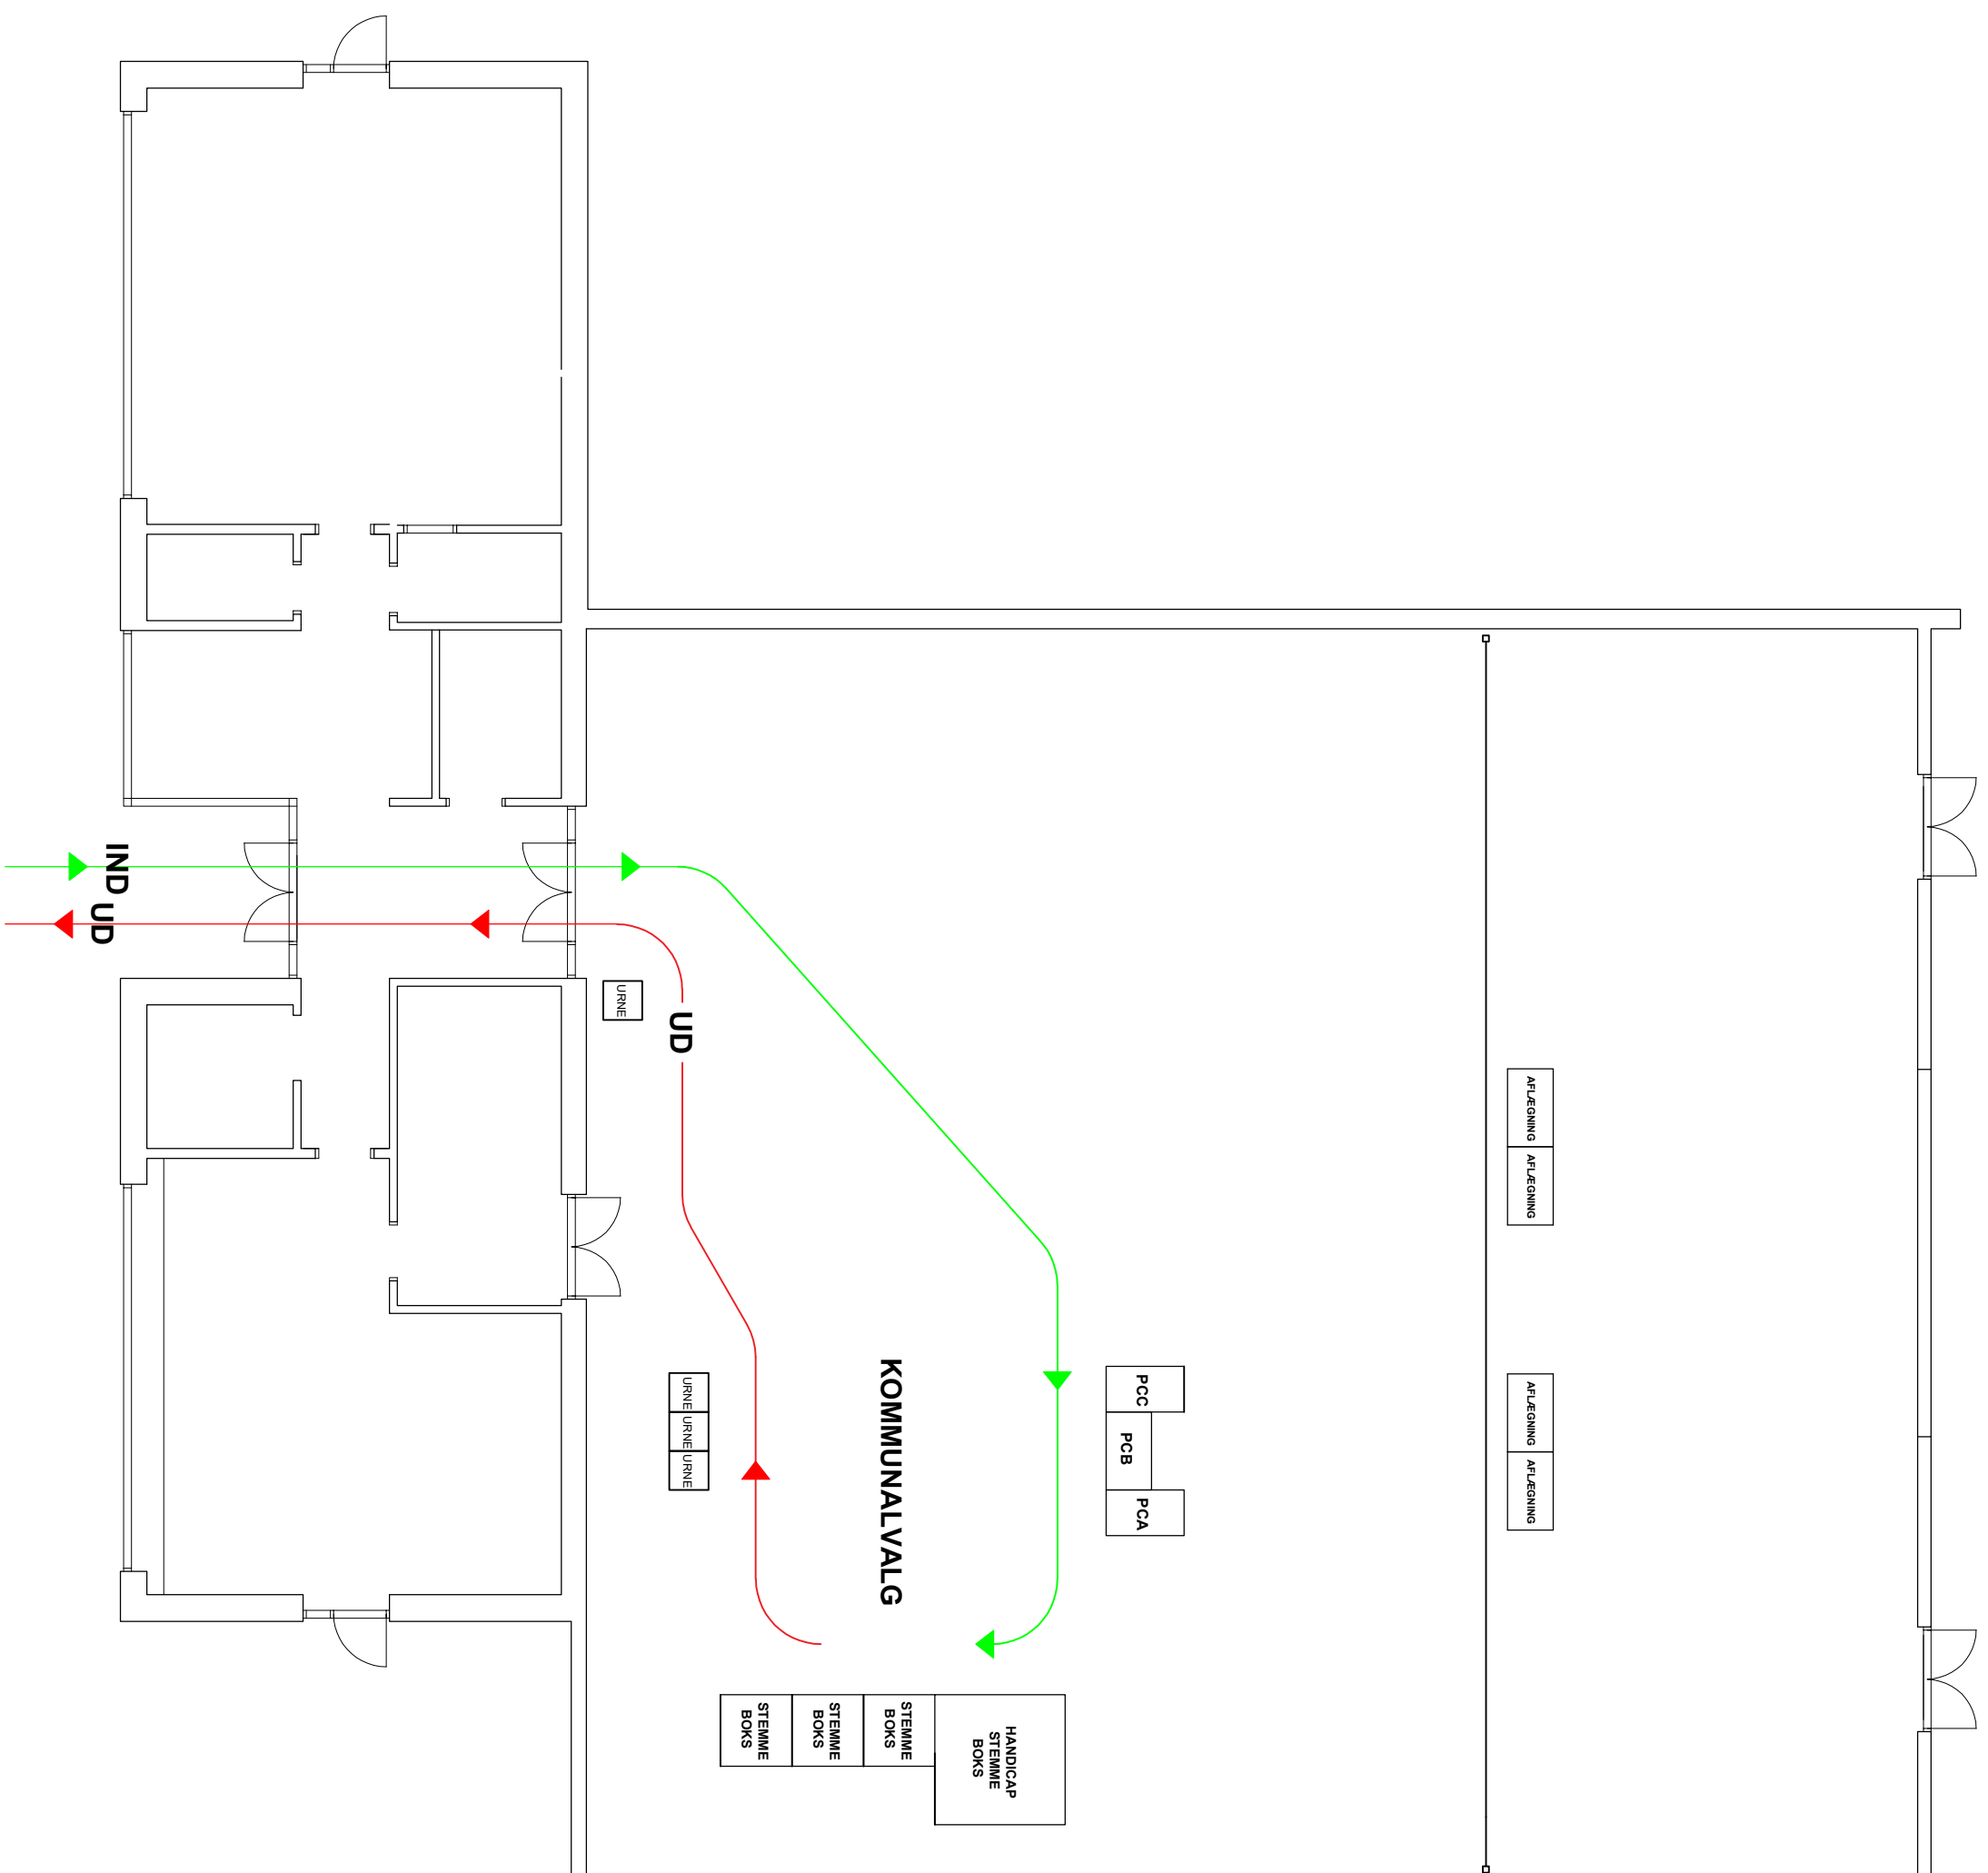 IND
UD
URNE
UD
AFLÆGNING
AFLÆGNING
KOMMUNALVALG
PCC
PCB
PCA
URNE
URNE
URNE
AFLÆGNING
AFLÆGNING
STEMME
BOKS
STEMME
BOKS
STEMME
BOKS
HANDICAP
STEMME
BOKS